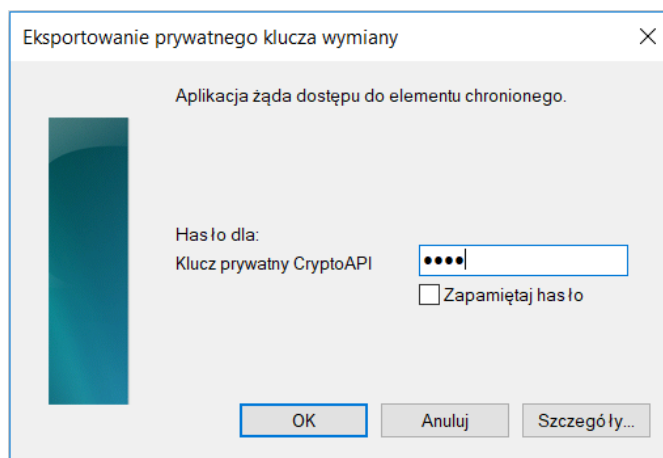 Eksportowanie prywatnego klucza wymiany
Aplikacja żąda dostępu do elementu chronionego.
Hasło dla:
Klucz prywatny CryptoAPI
••••
Zapamiętaj hasło
OK Anuluj Szczegóły...